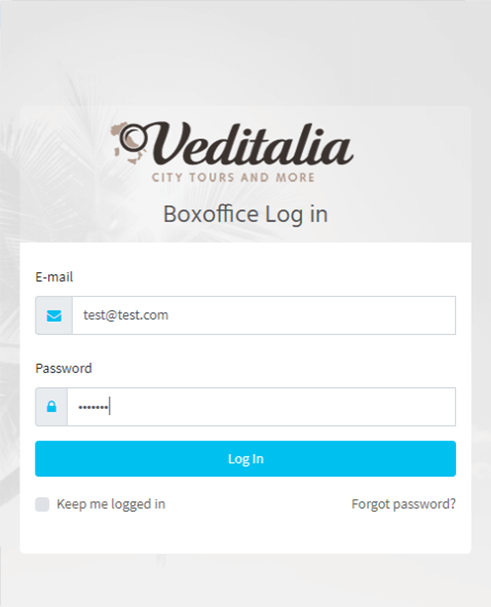 Veditalia
CITY TOURS AND MORE
Boxoffice Log in
E-mail
test@test.com
Password
•••••••
Log In
Keep me logged in
Forgot password?